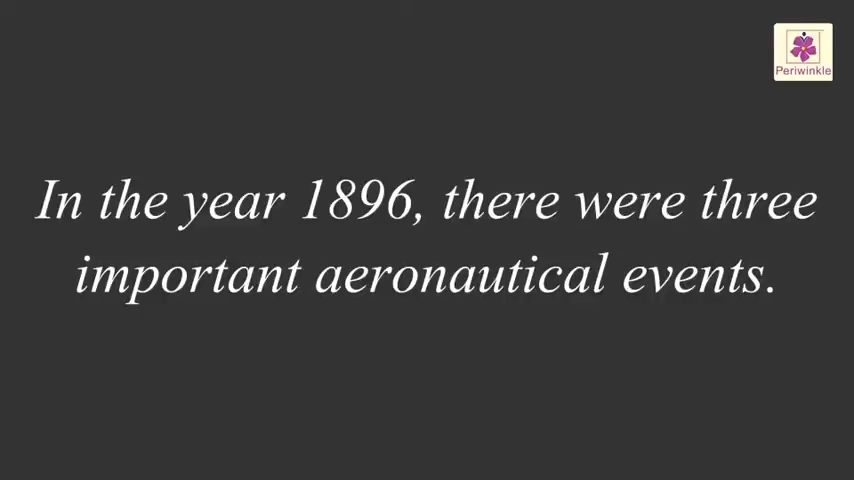 Periwinkle
In the year 1896, there were three
important aeronautical events.